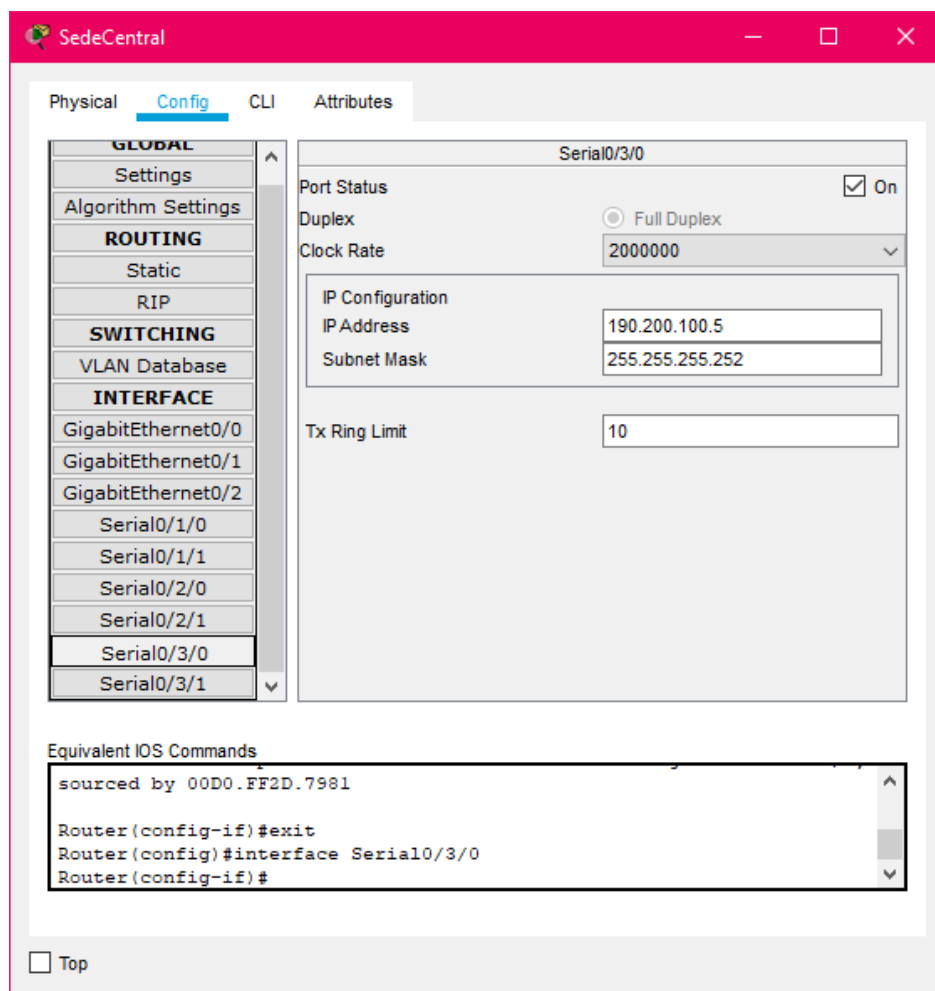 SedeCentral
Physical Config CLI Attributes
GLOBAL
Settings
Algorithm Settings
ROUTING
Static
RIP
SWITCHING
VLAN Database
INTERFACE
GigabitEthernet0/0
GigabitEthernet0/1
GigabitEthernet0/2
Serial0/1/0
Serial0/1/1
Serial0/2/0
Serial0/2/1
Serial0/3/0
Serial0/3/1
Serial0/3/0
Port Status On
Duplex Full Duplex
Clock Rate 2000000
IP Configuration
IP Address 190.200.100.5
Subnet Mask 255.255.255.252
Tx Ring Limit 10
Equivalent IOS Commands
sourced by 00D0.FF2D.7981
Router(config-if)#exit
Router(config)#interface Serial0/3/0
Router(config-if)#
Top